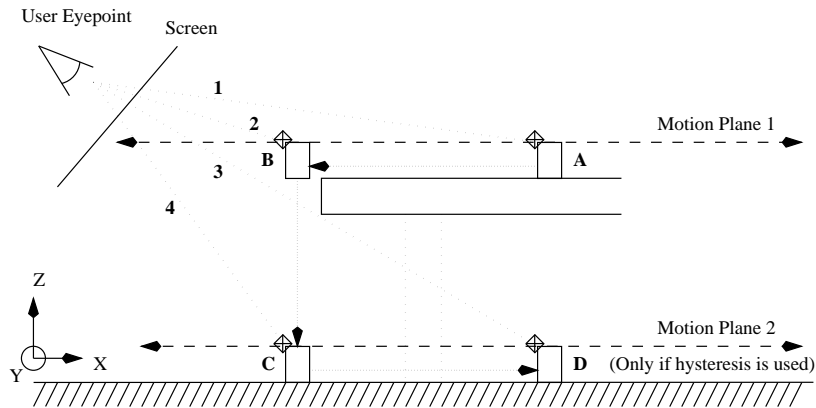 User Eyepoint
Screen
1
2
Motion Plane 1
B
A
3
4
Z
Motion Plane 2
X
Y
C
D
(Only if hysteresis is used)